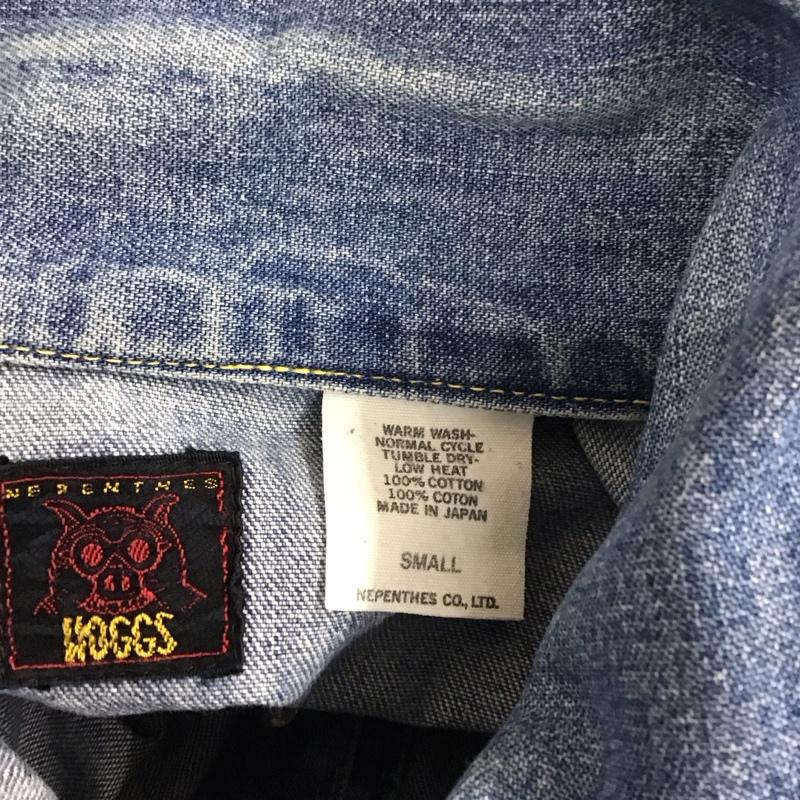 NEPENTHES
HOGGS
WARM WASH-
NORMAL CYCLE
TUMBLE DRY-
LOW HEAT
100% COTTON
100% COTON
MADE IN JAPAN
SMALL
NEPENTHES CO., LTD.